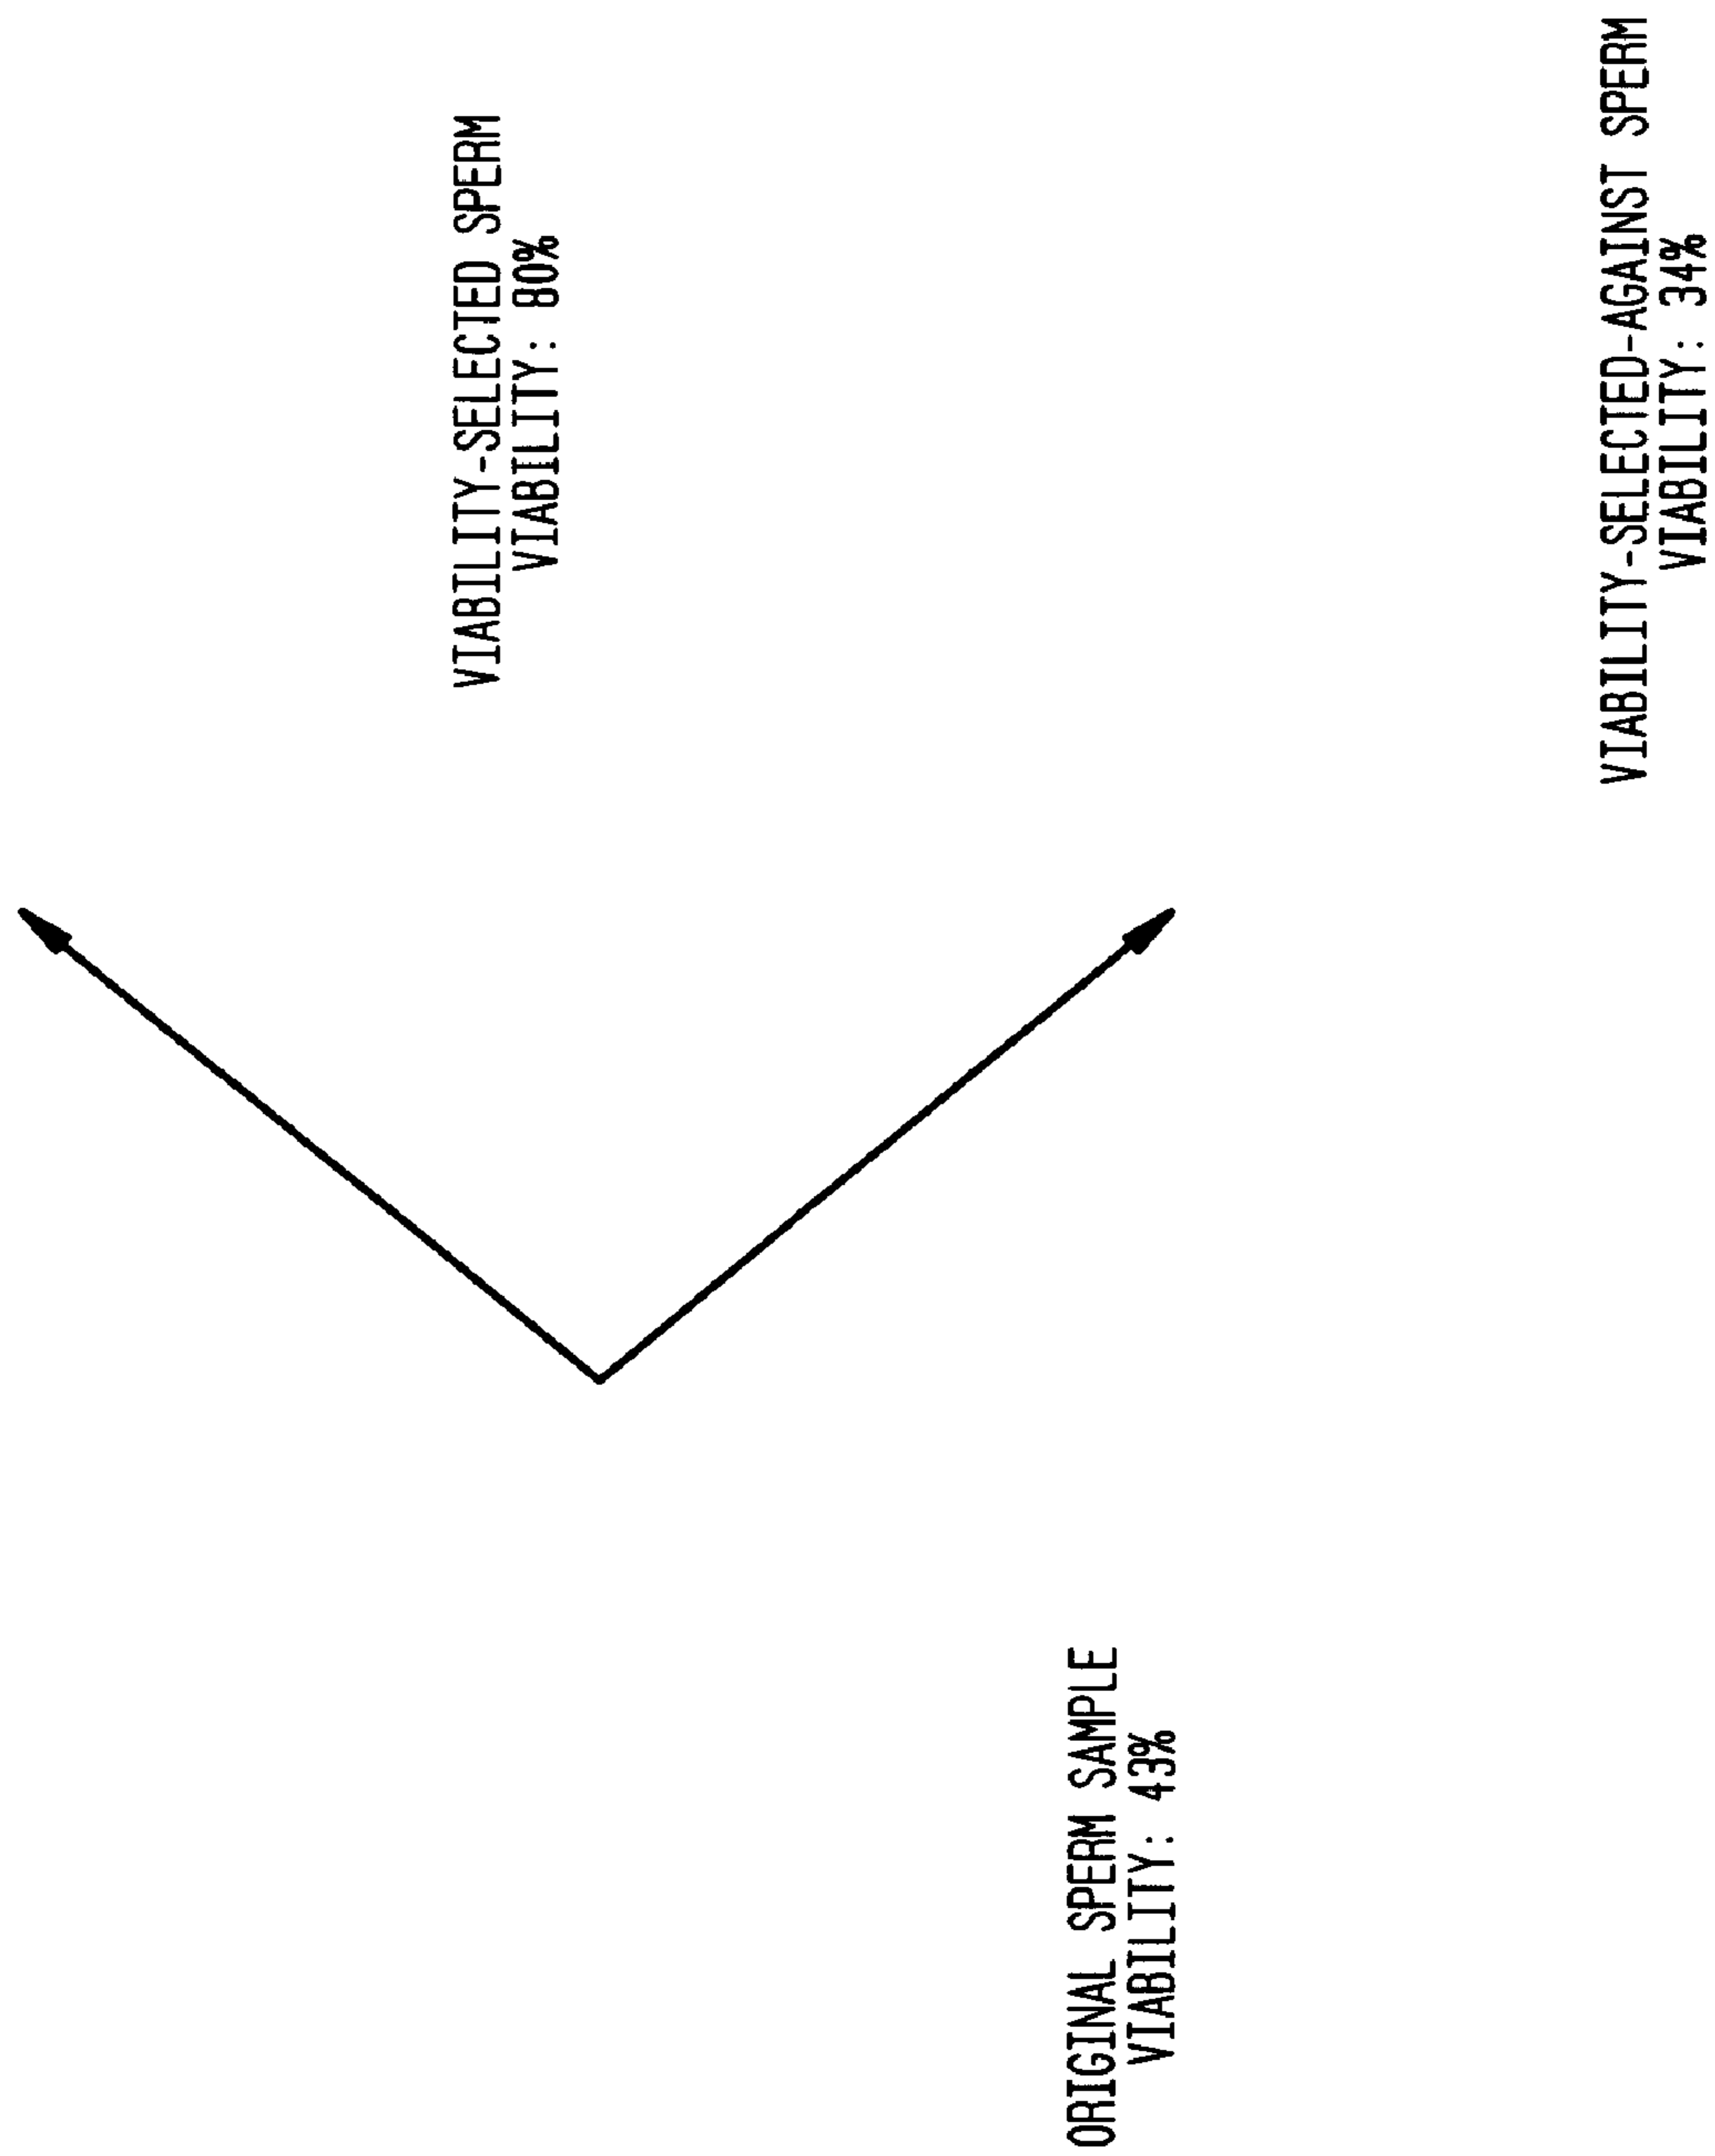 ORIGINAL SPERM SAMPLE
VIABILITY: 43%
VIABILITY-SELECTED SPERM
VIABILITY: 80%
VIABILITY-SELECTED-AGAINST SPERM
VIABILITY: 34%